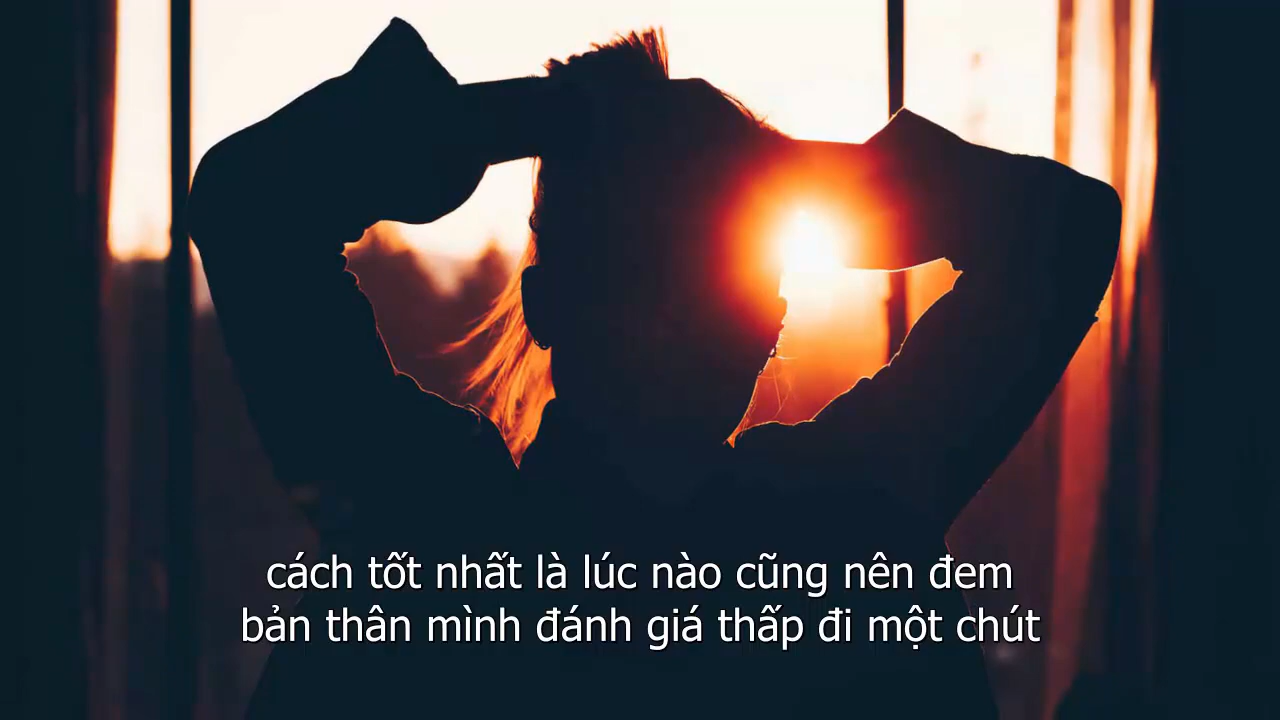 cách tốt nhất là lúc nào cũng nên đem
bản thân mình đánh giá thấp đi một chút